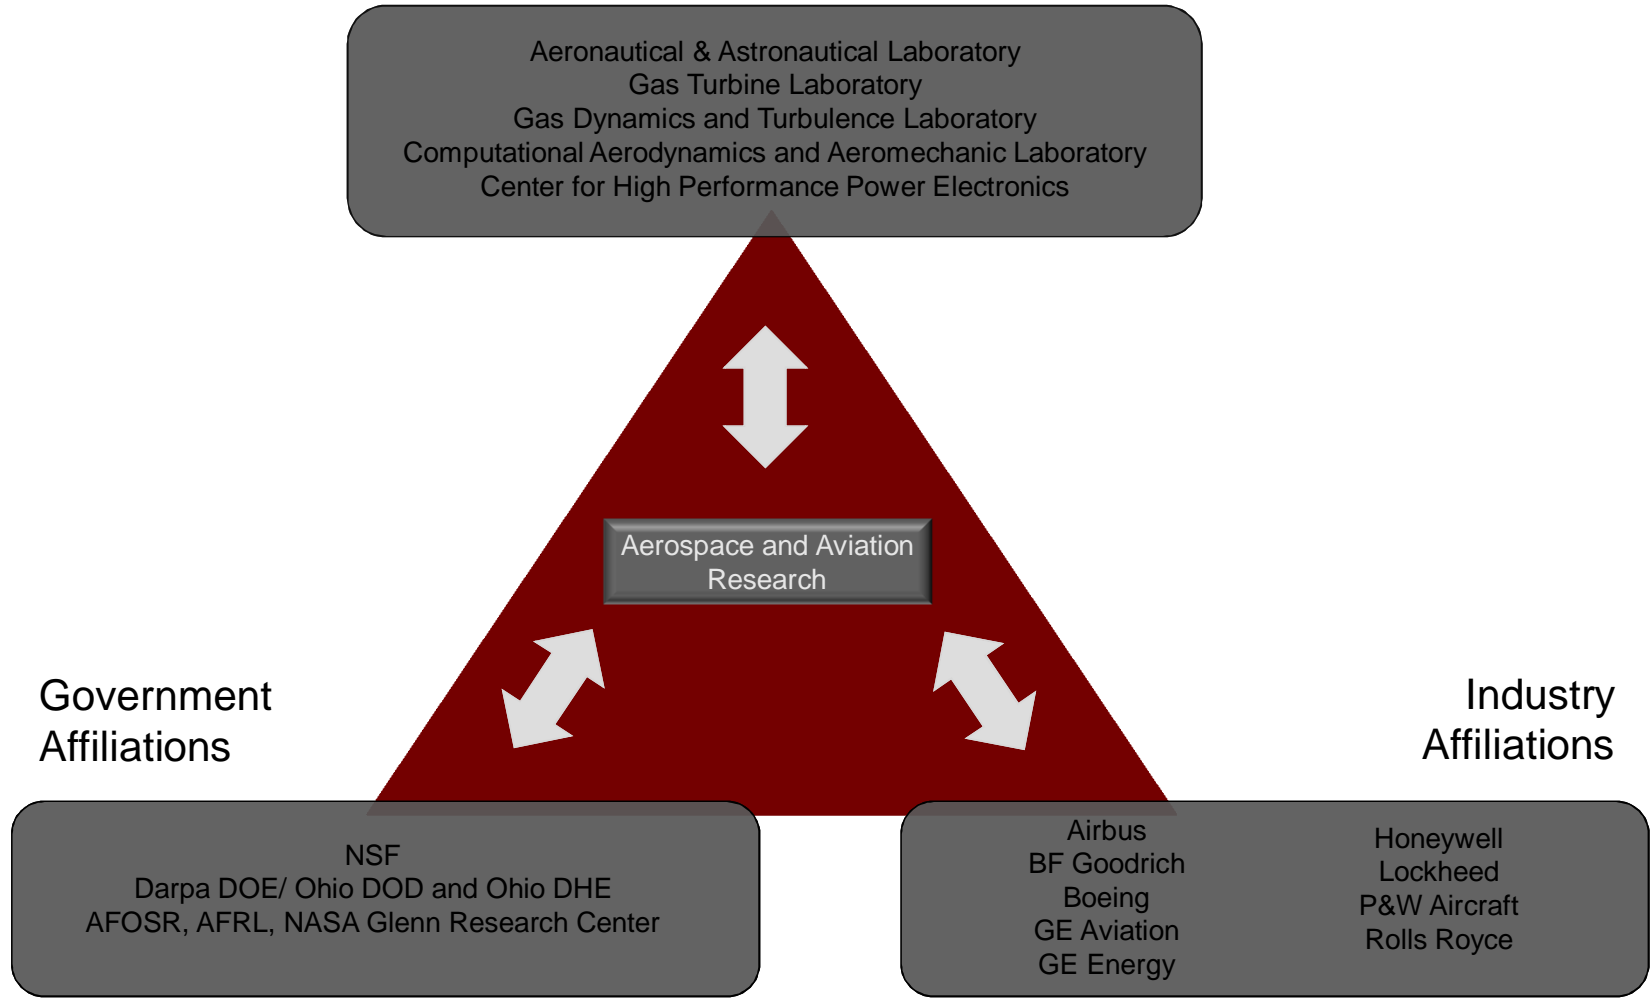 Aeronautical & Astronautical Laboratory
Gas Turbine Laboratory
Gas Dynamics and Turbulence Laboratory
Computational Aerodynamics and Aeromechanic Laboratory
Center for High Performance Power Electronics
Aerospace and Aviation
Research
Government
Affiliations
Industry
Affiliations
NSF
Darpa DOE/ Ohio DOD and Ohio DHE
AFOSR, AFRL, NASA Glenn Research Center
Airbus
BF Goodrich
Boeing
GE Aviation
GE Energy
Honeywell
Lockheed
P&W Aircraft
Rolls Royce